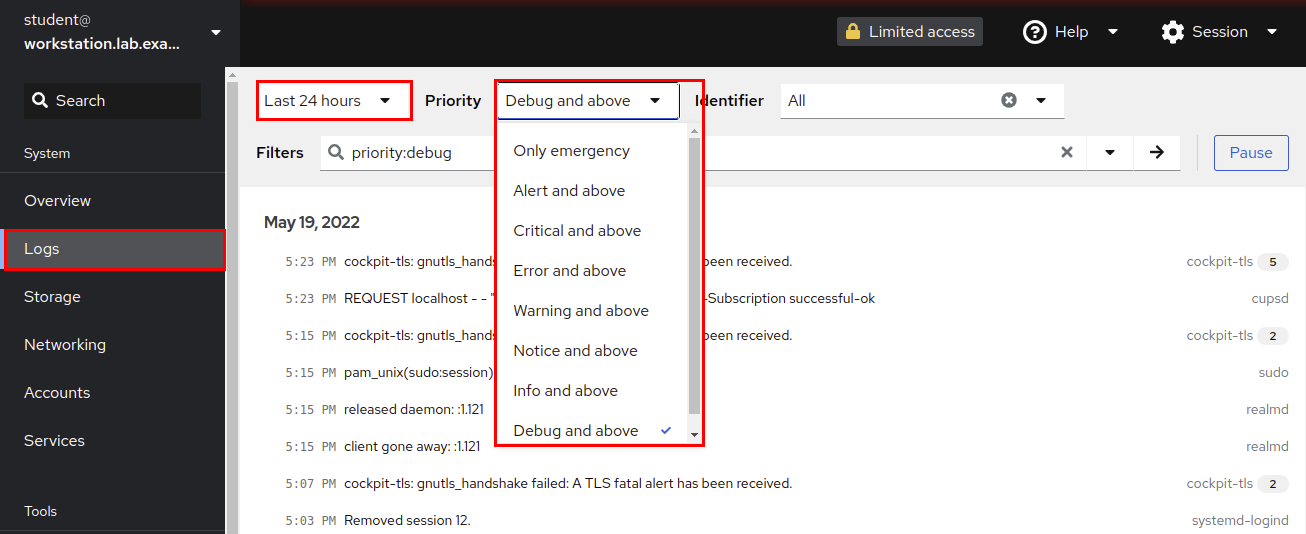 student@
workstation.lab.exa...
Limited access
Help
Session
Search
Last 24 hours
Priority
Debug and above
Identifier
All
Filters
priority:debug
Pause
Only emergency
Alert and above
Critical and above
Error and above
Warning and above
Notice and above
Info and above
Debug and above
System
Overview
Logs
Storage
Networking
Accounts
Services
Tools
May 19, 2022
5:23 PM cockpit-tls: gnutls_hands been received. cockpit-tls 5
5:23 PM REQUEST localhost - - " -Subscription successful-ok cupsd
5:15 PM cockpit-tls: gnutls_hands been received. cockpit-tls 2
5:15 PM pam_unix(sudo:session) sudo
5:15 PM released daemon: :1.121 realmd
5:15 PM client gone away: :1.121 realmd
5:07 PM cockpit-tls: gnutls_handshake failed: A TLS fatal alert has been received. cockpit-tls 2
5:03 PM Removed session 12. systemd-logind